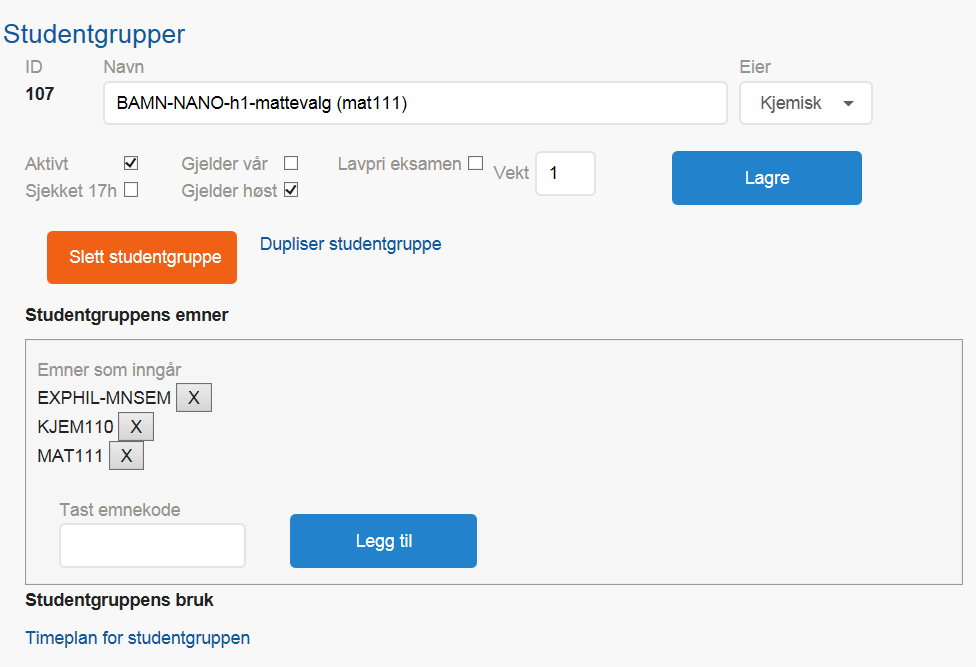 Studentgrupper
ID Navn Eier
107 BAMN-NANO-h1-mattevalg (mat111) Kjemisk
Aktivt Gjelder vår Lavpri eksamen Vekt 1 Lagre
Sjekket 17h Gjelder høst
Slett studentgruppe Dupliser studentgruppe
Studentgruppens emner
Emner som inngår
EXPHIL-MNSEM X
KJEM110 X
MAT111 X
Tast emnekode
Legg til
Studentgruppens bruk
Timeplan for studentgruppen